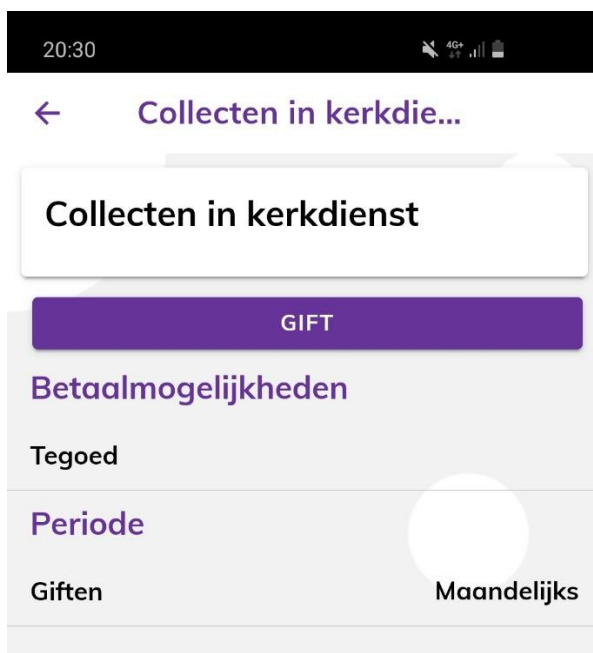 20:30 4G+
Collecten in kerkdie...
Collecten in kerkdienst
GIFT
Betaalmogelijkheden
Tegoed
Periode
Giften Maandelijks